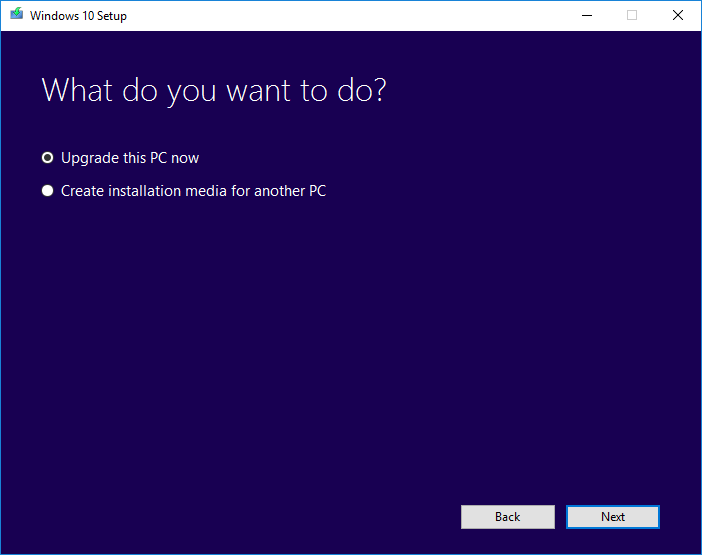 Windows 10 Setup
What do you want to do?
Upgrade this PC now
Create installation media for another PC
Back
Next